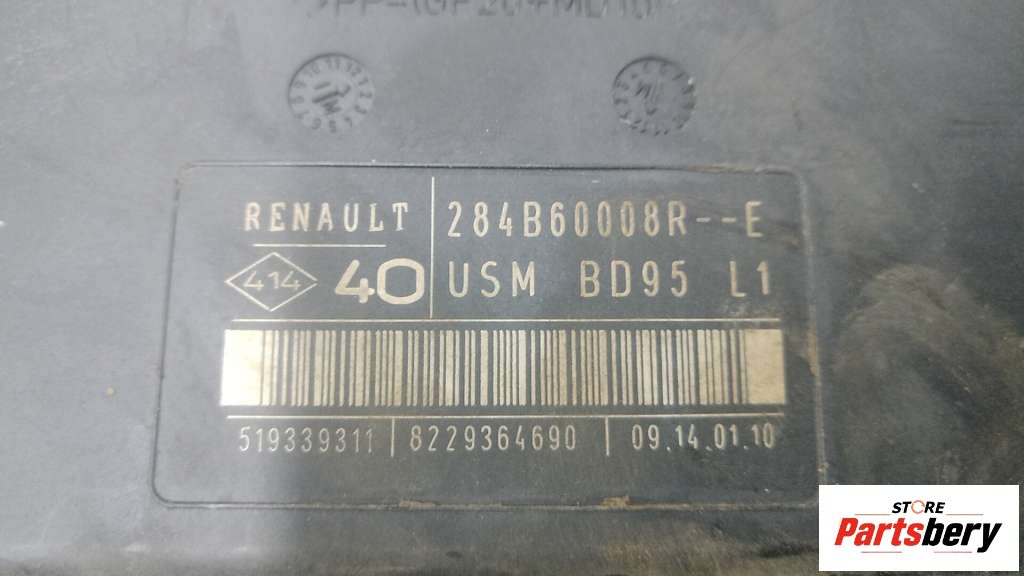 RENAULT
284B60008R--E
414
40
USM BD95 L1
519339311
8229364690
09.14.01.10
STORE
Partsbery